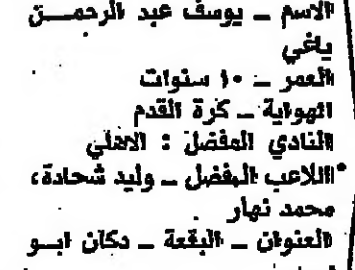 الاسم – يوسف عبد الرحمن
ياغي
العمر – ١٠ سنوات
الهواية – كرة القدم
النادي المفضل : الاهلي
اللاعب المفضل – وليد شحادة،
محمد نهار
العنوان – البقعة – دكان ابو